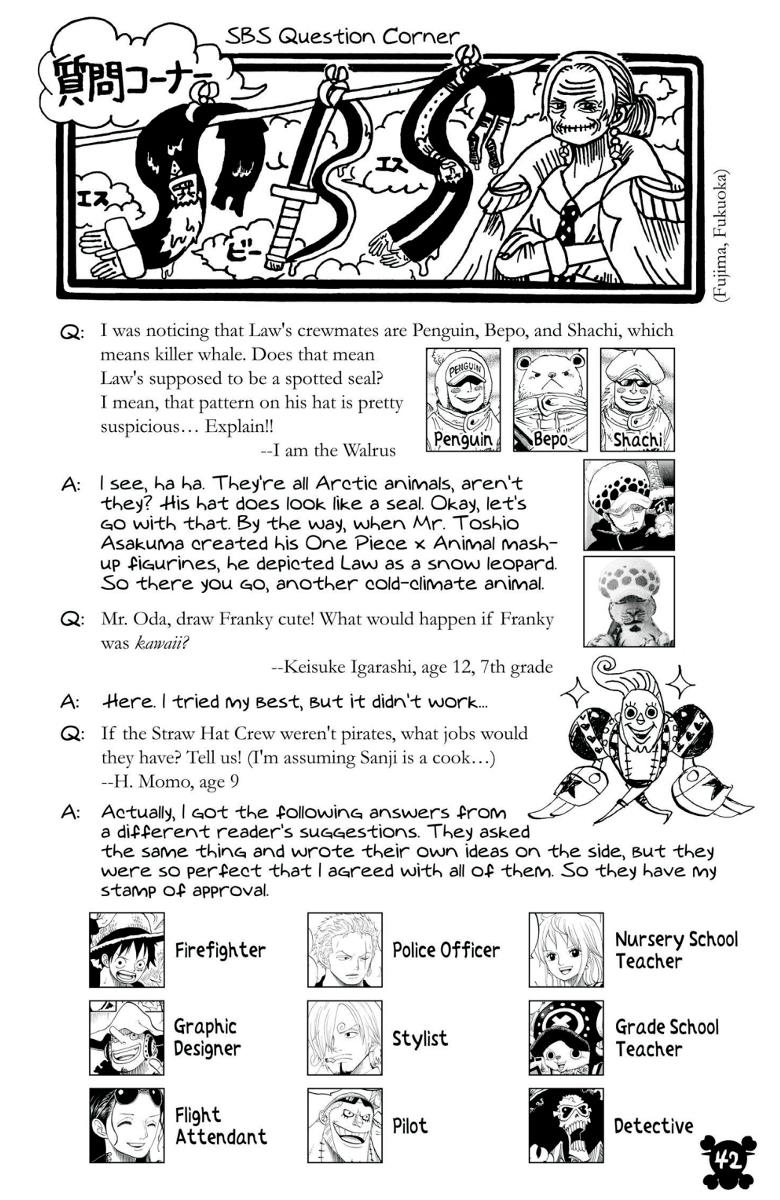 SBS Question Corner
質問コーナー
エス
ビー
エス
(Fujima, Fukuoka)
Q: I was noticing that Law's crewmates are Penguin, Bepo, and Shachi, which
means killer whale. Does that mean
Law's supposed to be a spotted seal?
I mean, that pattern on his hat is pretty
suspicious… Explain!!
--I am the Walrus
PENGUIN
Penguin
Bepo
Shachi
A: I see, ha ha. They're all Arctic animals, aren't
they? His hat does look like a seal. Okay, let's
go with that. By the way, when Mr. Toshio
Asakuma created his One Piece x Animal mash-
up figurines, he depicted Law as a snow leopard.
So there you go, another cold-climate animal.
Q: Mr. Oda, draw Franky cute! What would happen if Franky
was kawaii?
--Keisuke Igarashi, age 12, 7th grade
A: Here. I tried my best, but it didn't work...
Q: If the Straw Hat Crew weren't pirates, what jobs would
they have? Tell us! (I'm assuming Sanji is a cook…)
--H. Momo, age 9
A: Actually, I got the following answers from
a different reader's suggestions. They asked
the same thing and wrote their own ideas on the side, but they
were so perfect that I agreed with all of them. So they have my
stamp of approval.
Firefighter
Police Officer
Nursery School
Teacher
Graphic
Designer
Stylist
Grade School
Teacher
Flight
Attendant
Pilot
Detective
42